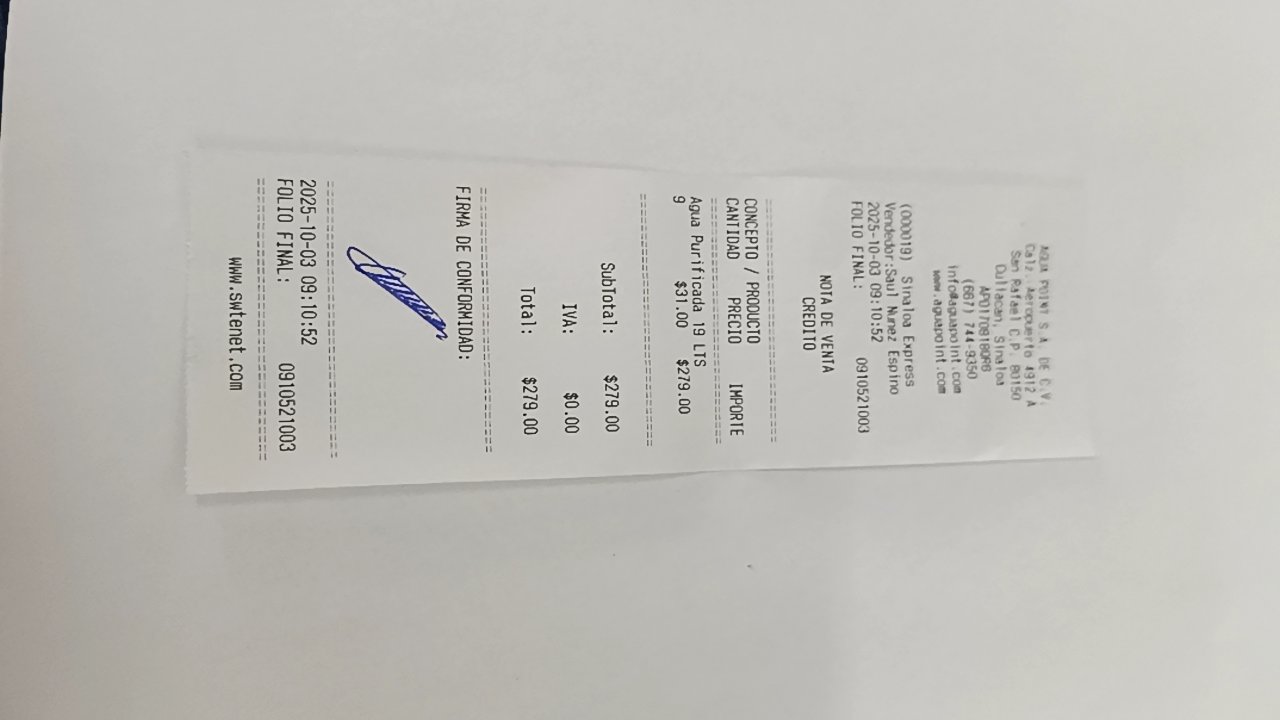 AQUA POINT S.A. DE C.V.
Calz. Aeropuerto 4912 A
San Rafael C.P. 80150
Culiacan, Sinaloa
APO170918QR6
(667) 744-9350
info@aguapoint.com
www.aguapoint.com
(000019) Sinaloa Express
Vendedor:Saul Nunez Espino
2025-10-03 09:10:52
FOLIO FINAL: 0910521003
NOTA DE VENTA
CREDITO
CONCEPTO / PRODUCTO
CANTIDAD PRECIO IMPORTE
Agua Purificada 19 LTS
9 $31.00 $279.00
SubTotal: $279.00
IVA: $0.00
Total: $279.00
FIRMA DE CONFORMIDAD:
2025-10-03 09:10:52
FOLIO FINAL: 0910521003
www.swtenet.com